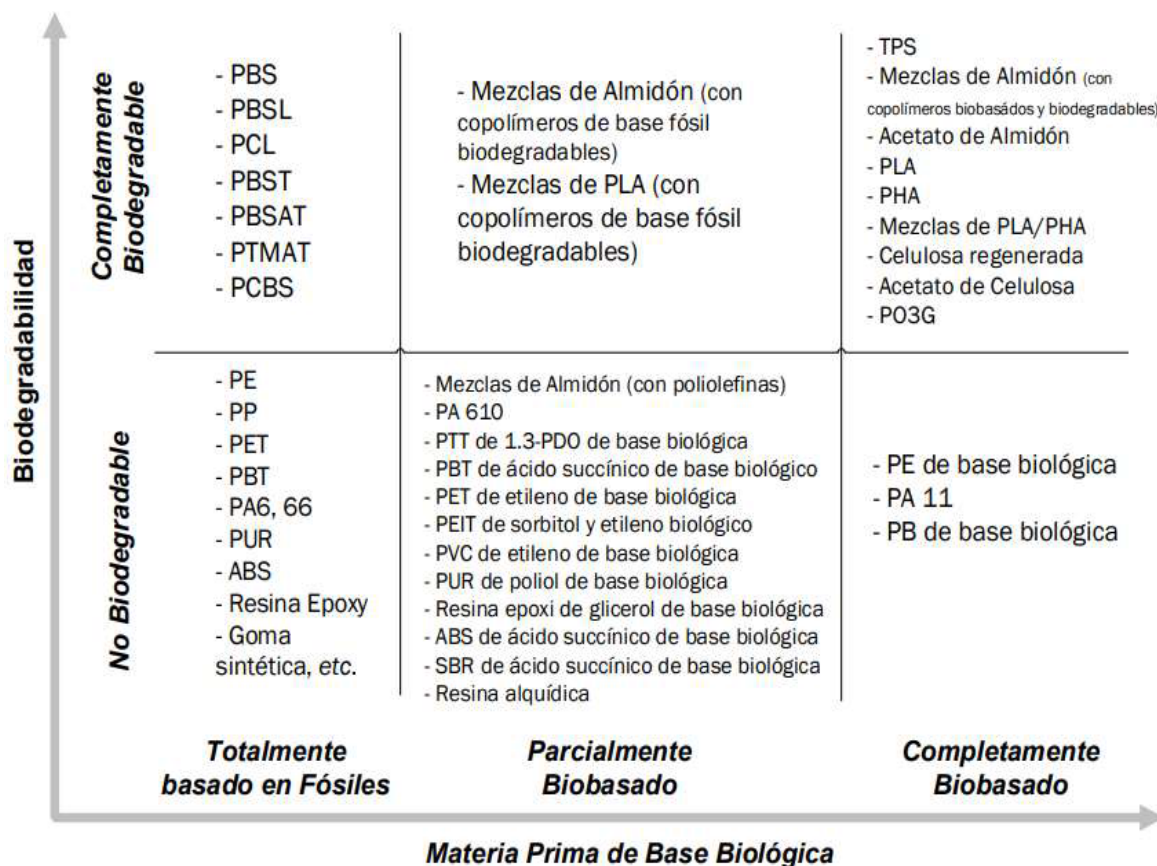 Biodegradabilidad
Completamente
Biodegradable
- PBS
- PBSL
- PCL
- PBST
- PBSAT
- PTMAT
- PCBS
- Mezclas de Almidón (con
copolímeros de base fósil
biodegradables)
- Mezclas de PLA (con
copolímeros de base fósil
biodegradables)
- TPS
- Mezclas de Almidón (con
copolímeros biobasádos y biodegradables)
- Acetato de Almidón
- PLA
- PHA
- Mezclas de PLA/PHA
- Celulosa regenerada
- Acetato de Celulosa
- PO3G
No Biodegradable
- PE
- PP
- PET
- PBT
- PA6, 66
- PUR
- ABS
- Resina Epoxy
- Goma
sintética, etc.
- Mezclas de Almidón (con poliolefinas)
- PA 610
- PTT de 1.3-PDO de base biológica
- PBT de ácido succínico de base biológico
- PET de etileno de base biológica
- PEIT de sorbitol y etileno biológico
- PVC de etileno de base biológica
- PUR de poliol de base biológica
- Resina epoxi de glicerol de base biológica
- ABS de ácido succínico de base biológica
- SBR de ácido succínico de base biológica
- Resina alquídica
- PE de base biológica
- PA 11
- PB de base biológica
Totalmente
basado en Fósiles
Parcialmente
Biobasado
Completamente
Biobasado
Materia Prima de Base Biológica